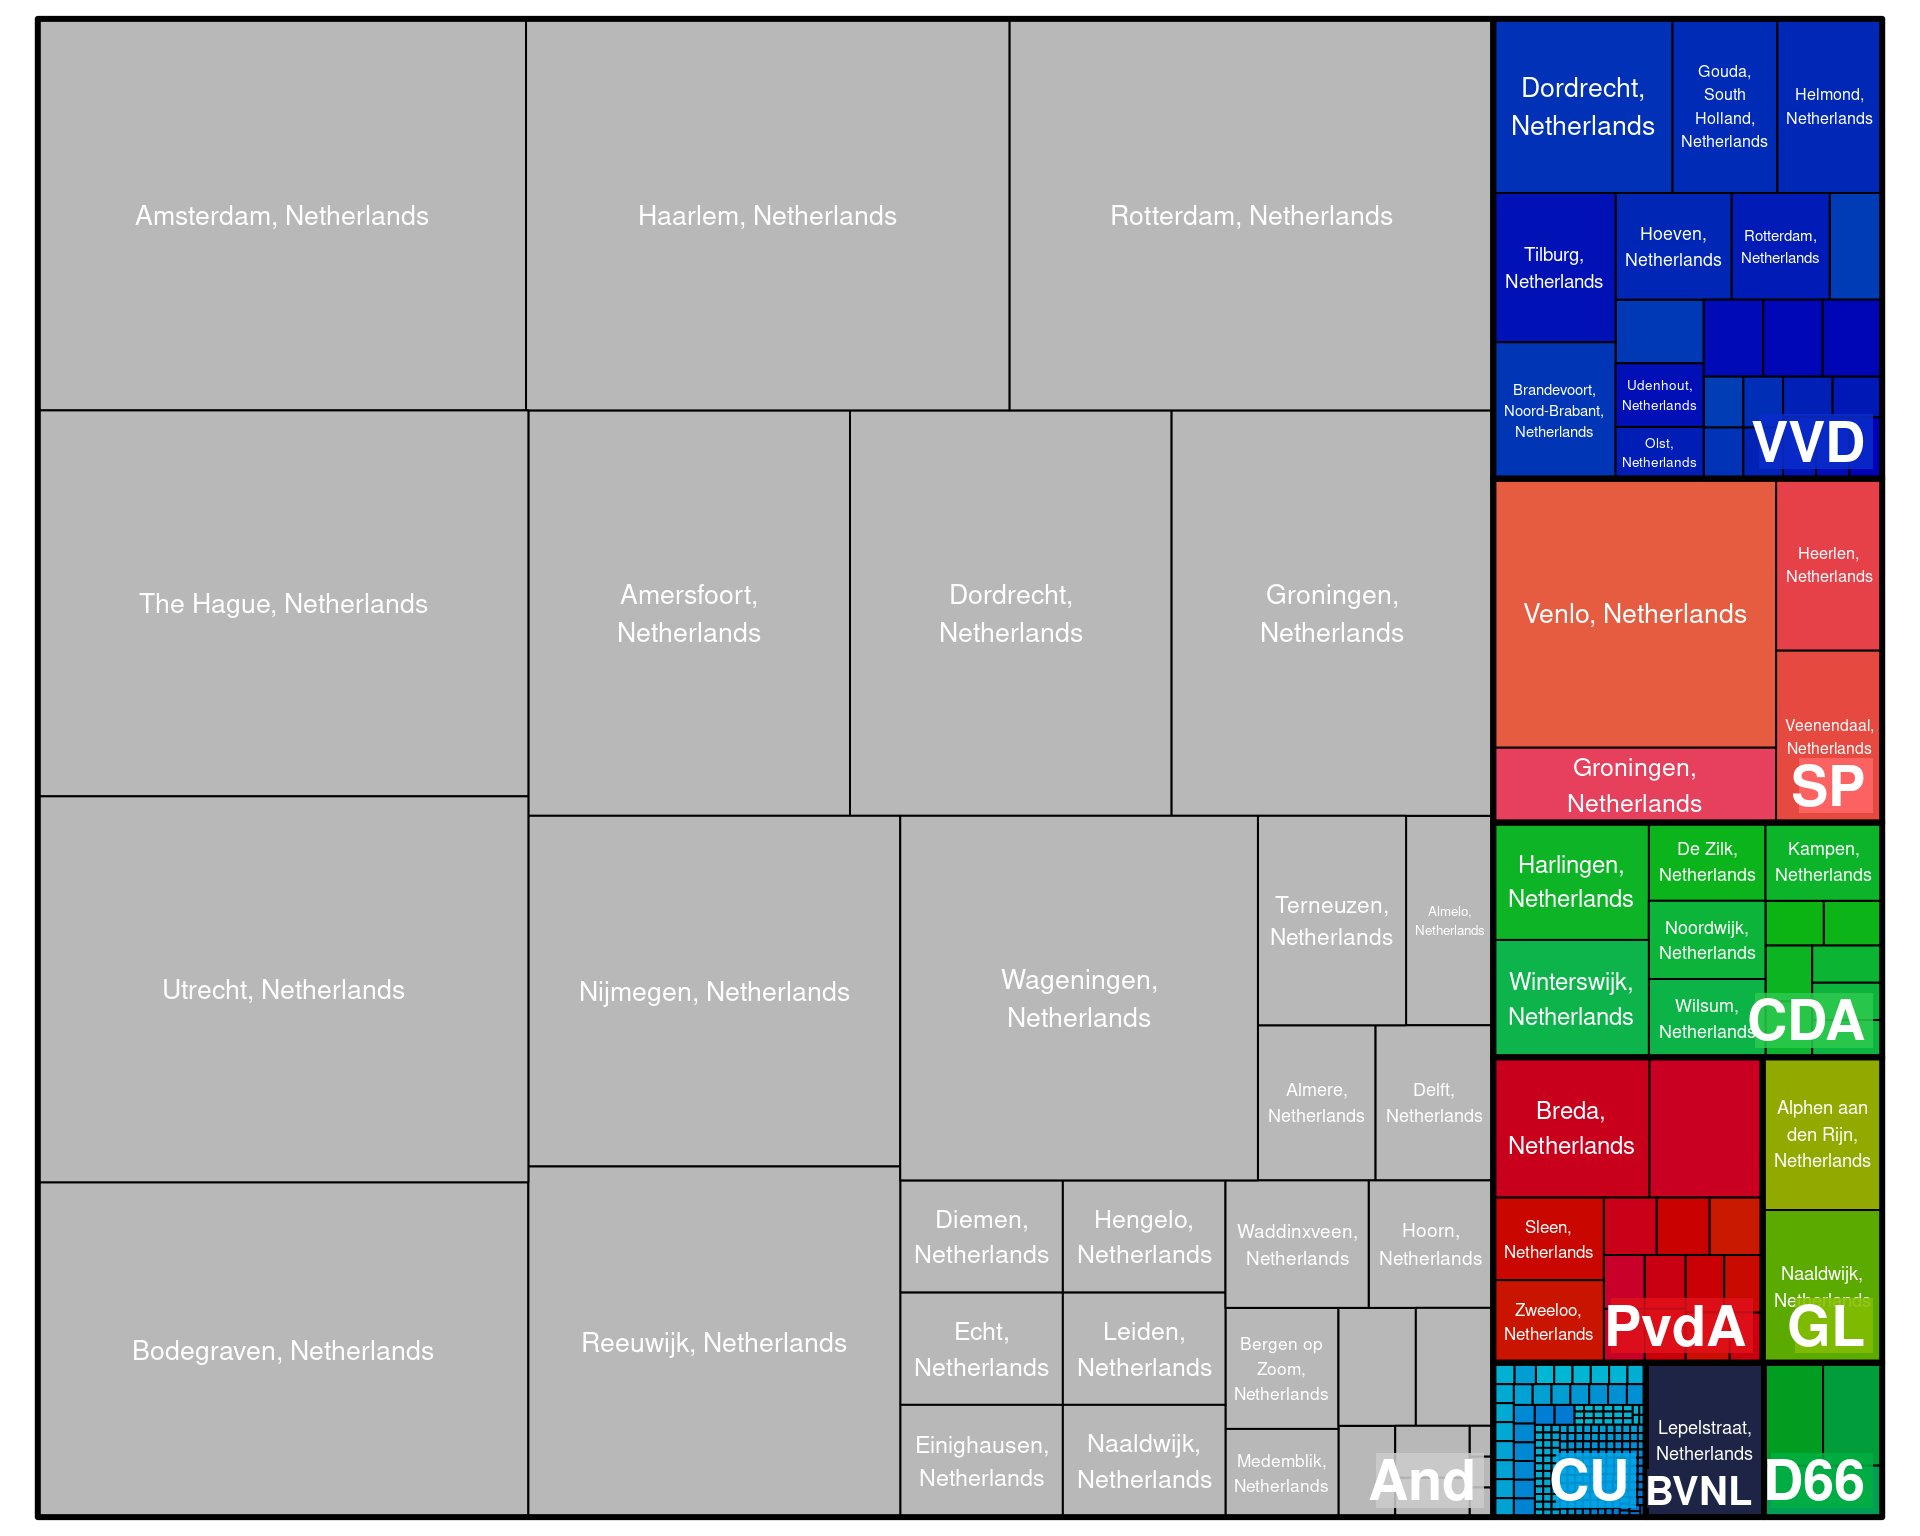 Amsterdam, Netherlands
Haarlem, Netherlands
Rotterdam, Netherlands
The Hague, Netherlands
Amersfoort,
Netherlands
Dordrecht,
Netherlands
Groningen,
Netherlands
Utrecht, Netherlands
Nijmegen, Netherlands
Wageningen,
Netherlands
Terneuzen,
Netherlands
Almelo,
Netherlands
Almere,
Netherlands
Delft,
Netherlands
Bodegraven, Netherlands
Reeuwijk, Netherlands
Diemen,
Netherlands
Hengelo,
Netherlands
Waddinxveen,
Netherlands
Hoorn,
Netherlands
Echt,
Netherlands
Leiden,
Netherlands
Bergen op
Zoom,
Netherlands
Einighausen,
Netherlands
Naaldwijk,
Netherlands
Medemblik,
Netherlands
And
Dordrecht,
Netherlands
Gouda,
South
Holland,
Netherlands
Helmond,
Netherlands
Tilburg,
Netherlands
Hoeven,
Netherlands
Rotterdam,
Netherlands
Brandevoort,
Noord-Brabant,
Netherlands
Udenhout,
Netherlands
Olst,
Netherlands
VVD
Venlo, Netherlands
Heerlen,
Netherlands
Veenendaal,
Netherlands
Groningen,
Netherlands
SP
Harlingen,
Netherlands
De Zilk,
Netherlands
Kampen,
Netherlands
Noordwijk,
Netherlands
Winterswijk,
Netherlands
Wilsum,
Netherlands
CDA
Breda,
Netherlands
Sleen,
Netherlands
Zweeloo,
Netherlands
PvdA
Alphen aan
den Rijn,
Netherlands
Naaldwijk,
Netherlands
GL
CU
Lepelstraat,
Netherlands
BVNL
D66